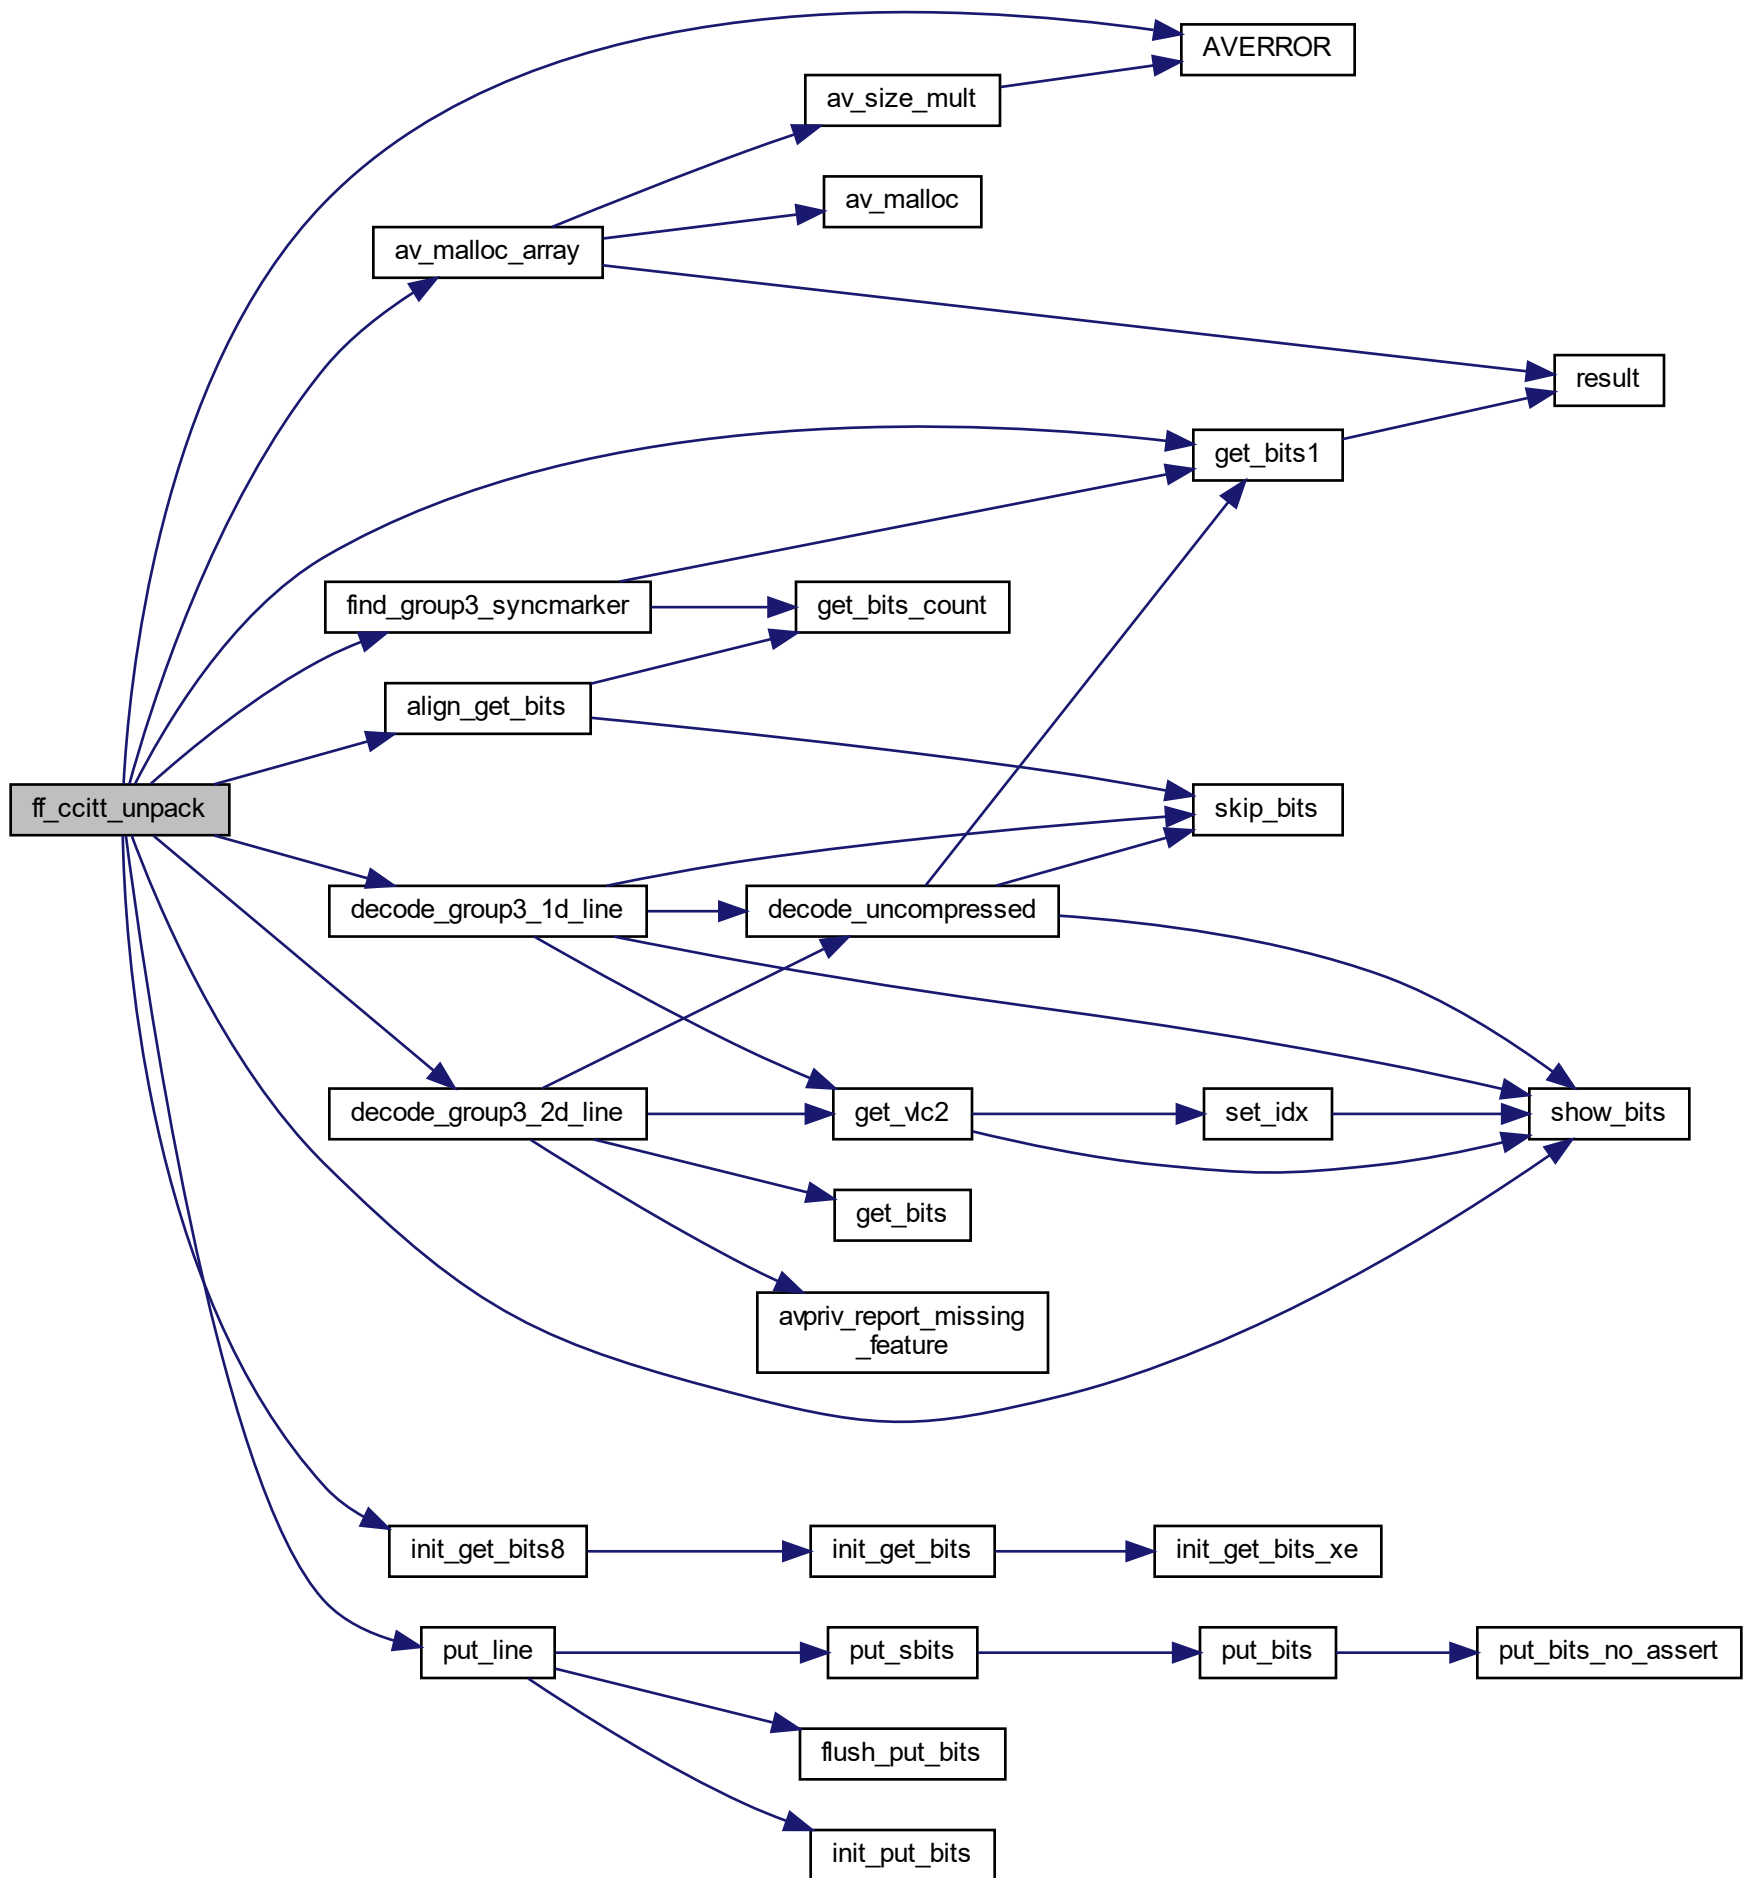 AVERROR
av_size_mult
av_malloc
av_malloc_array
result
get_bits1
find_group3_syncmarker
get_bits_count
align_get_bits
ff_ccitt_unpack
skip_bits
decode_group3_1d_line
decode_uncompressed
decode_group3_2d_line
get_vlc2
set_idx
show_bits
get_bits
avpriv_report_missing
_feature
init_get_bits8
init_get_bits
init_get_bits_xe
put_line
put_sbits
put_bits
put_bits_no_assert
flush_put_bits
init_put_bits